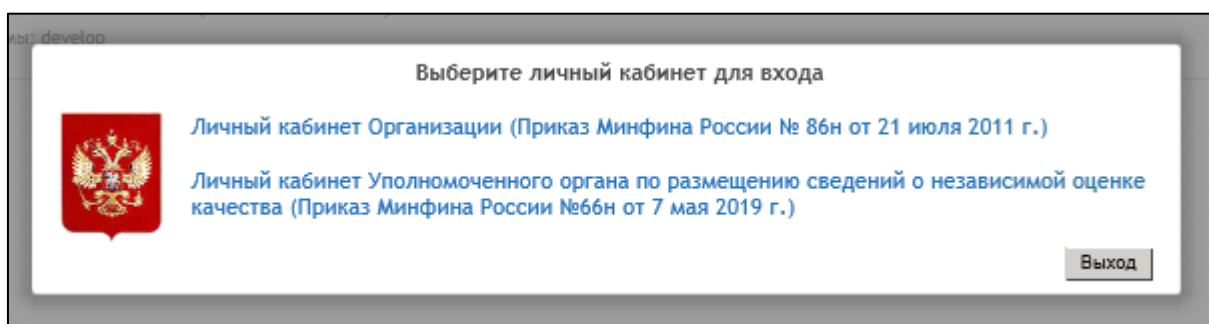 мы: develop
Выберите личный кабинет для входа
Личный кабинет Организации (Приказ Минфина России № 86н от 21 июля 2011 г.)
Личный кабинет Уполномоченного органа по размещению сведений о независимой оценке
качества (Приказ Минфина России №66н от 7 мая 2019 г.)
Выход